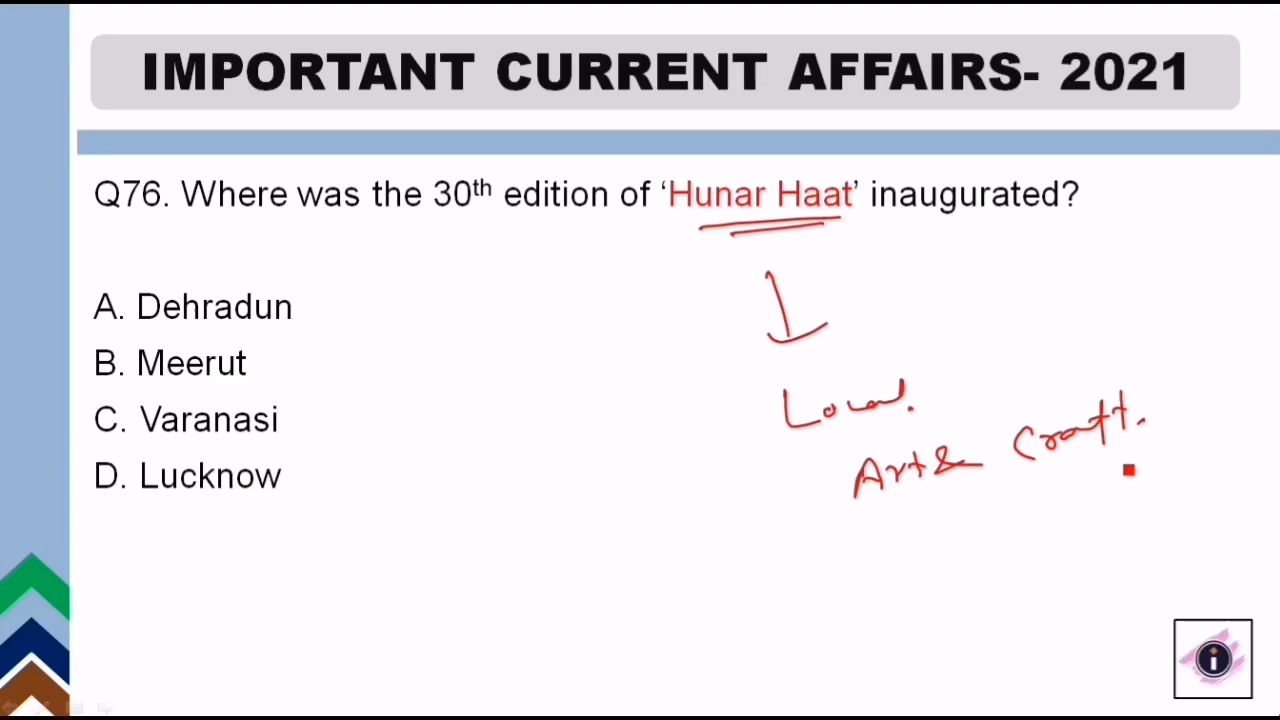 IMPORTANT CURRENT AFFAIRS- 2021
Q76. Where was the 30th edition of ‘Hunar Haat’ inaugurated?
A. Dehradun
B. Meerut
C. Varanasi
D. Lucknow
Local.
Art & Craft.
i